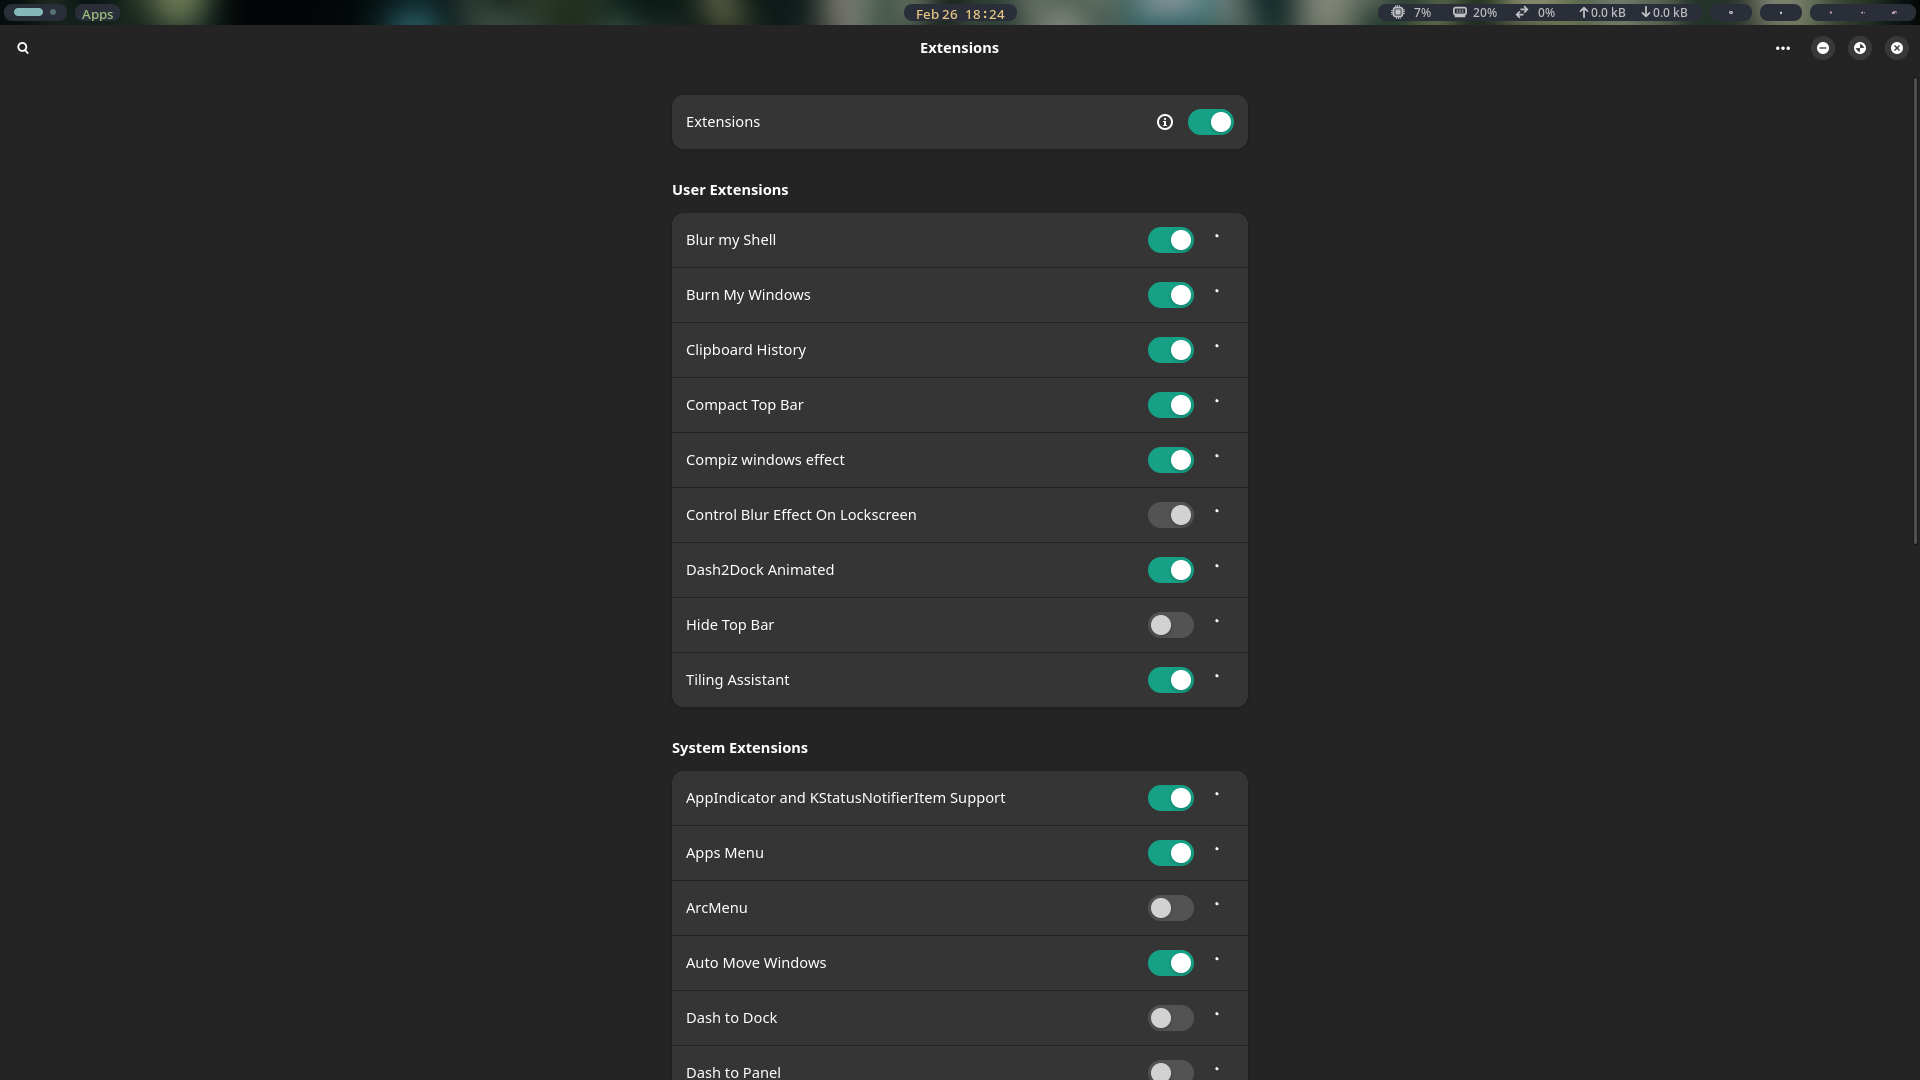 Apps
Feb 26 18:24
7%
20%
0%
0.0 kB
0.0 kB
Extensions
Extensions
User Extensions
Blur my Shell
Burn My Windows
Clipboard History
Compact Top Bar
Compiz windows effect
Control Blur Effect On Lockscreen
Dash2Dock Animated
Hide Top Bar
Tiling Assistant
System Extensions
AppIndicator and KStatusNotifierItem Support
Apps Menu
ArcMenu
Auto Move Windows
Dash to Dock
Dash to Panel